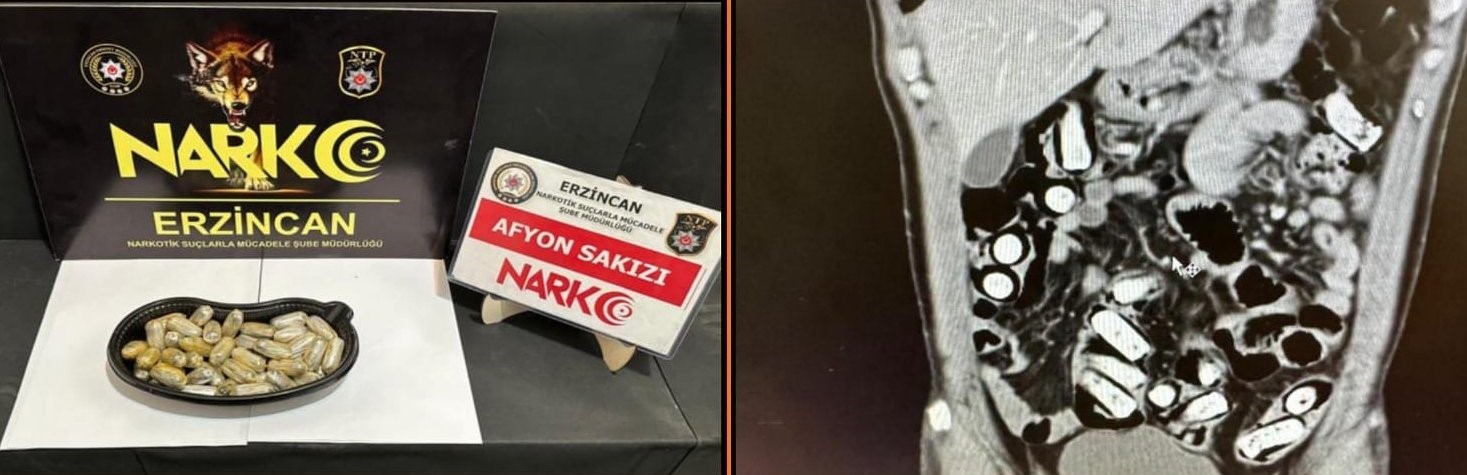 NTP
NARKO
ERZİNCAN
NARKOTİK SUÇLARLA MÜCADELE ŞUBE MÜDÜRLÜĞÜ
ERZİNCAN
NARKOTİK SUÇLARLA MÜCADELE
ŞUBE MÜDÜRLÜĞÜ
NTP
AFYON SAKIZI
NARKO